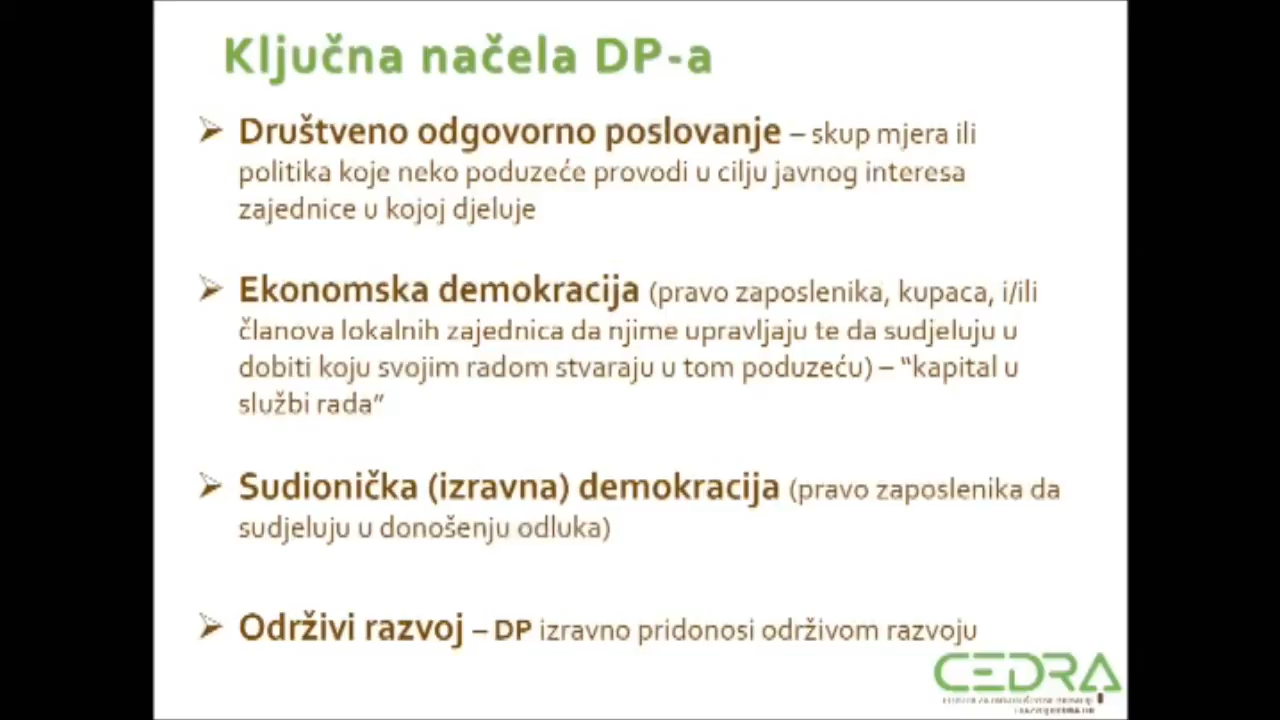 Ključna načela DP-a
Društveno odgovorno poslovanje – skup mjera ili
politika koje neko poduzeće provodi u cilju javnog interesa
zajednice u kojoj djeluje
Ekonomska demokracija (pravo zaposlenika, kupaca, i/ili
članova lokalnih zajednica da njime upravljaju te da sudjeluju u
dobiti koju svojim radom stvaraju u tom poduzeću) – “kapital u
službi rada”
Sudionička (izravna) demokracija (pravo zaposlenika da
sudjeluju u donošenju odluka)
Održivi razvoj – DP izravno pridonosi održivom razvoju
CEDRA